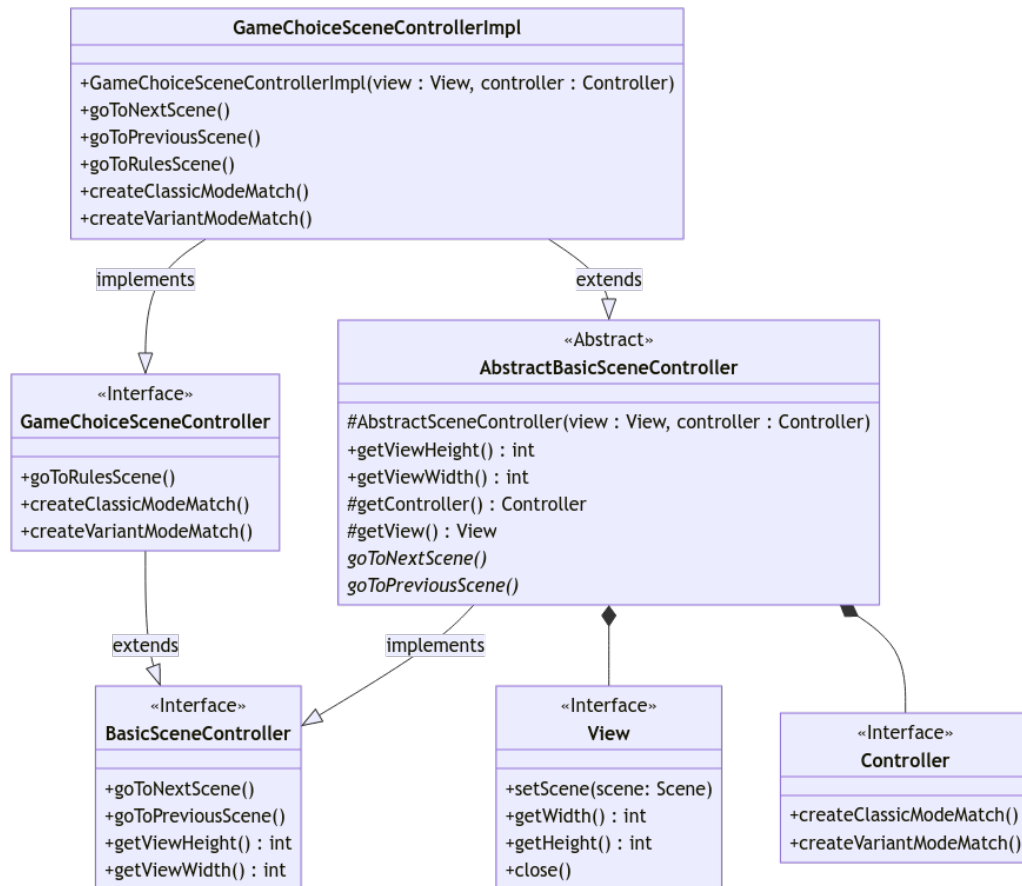 GameChoiceSceneControllerImpl
+GameChoiceSceneControllerImpl(view : View, controller : Controller)
+goToNextScene()
+goToPreviousScene()
+goToRulesScene()
+createClassicModeMatch()
+createVariantModeMatch()
implements
extends
«Abstract»
AbstractBasicSceneController
#AbstractSceneController(view : View, controller : Controller)
+getViewHeight() : int
+getViewWidth() : int
#getController() : Controller
#getView() : View
goToNextScene()
goToPreviousScene()
«Interface»
GameChoiceSceneController
+goToRulesScene()
+createClassicModeMatch()
+createVariantModeMatch()
extends
implements
«Interface»
BasicSceneController
+goToNextScene()
+goToPreviousScene()
+getViewHeight() : int
+getViewWidth() : int
«Interface»
View
+setScene(scene: Scene)
+getWidth() : int
+getHeight() : int
+close()
«Interface»
Controller
+createClassicModeMatch()
+createVariantModeMatch()